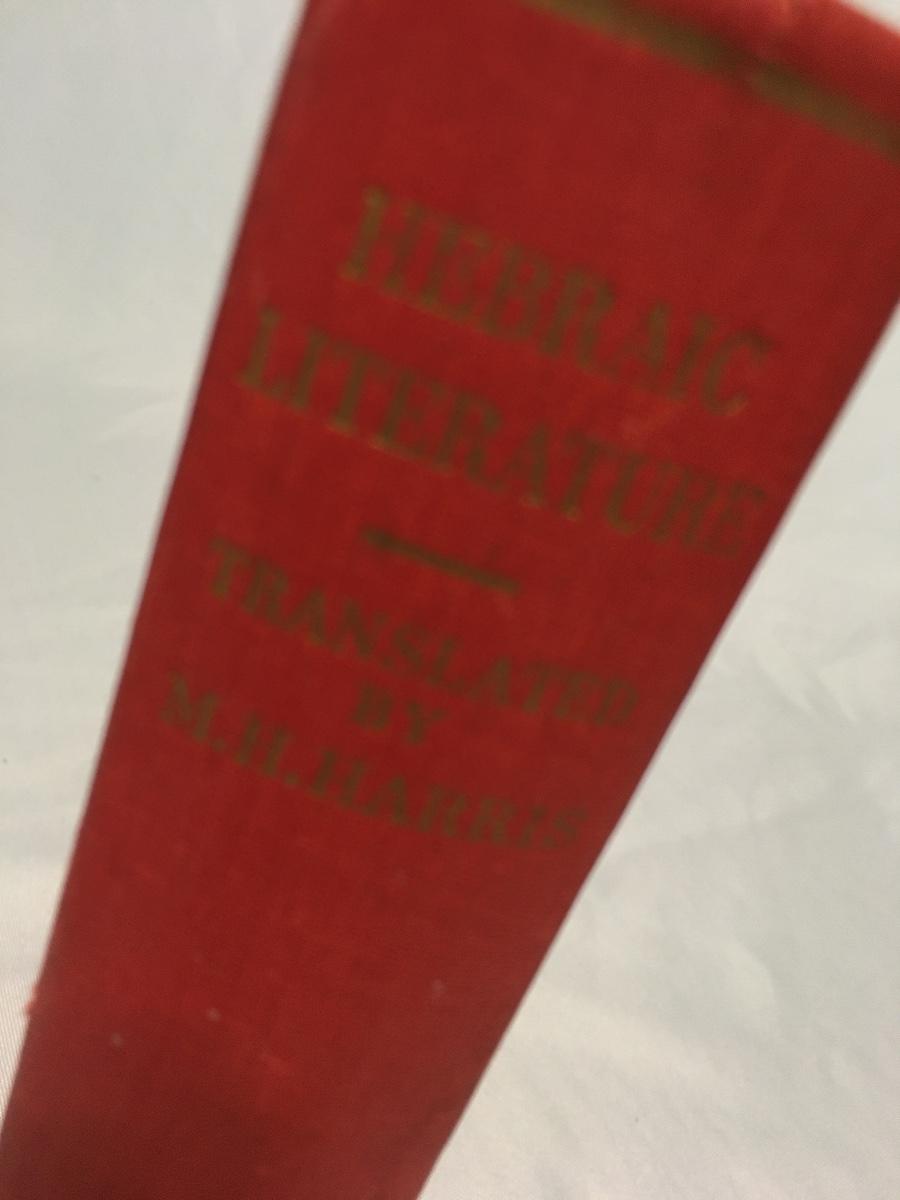 HEBRAIC
LITERATURE
TRANSLATED
BY
M.H.HARRIS